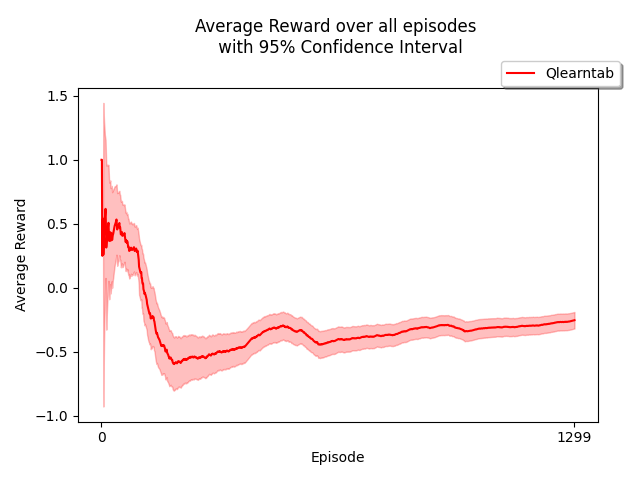 Average Reward over all episodes
with 95% Confidence Interval
Qlearntab
1.5
1.0
0.5
0.0
−0.5
−1.0
Average Reward
0
1299
Episode